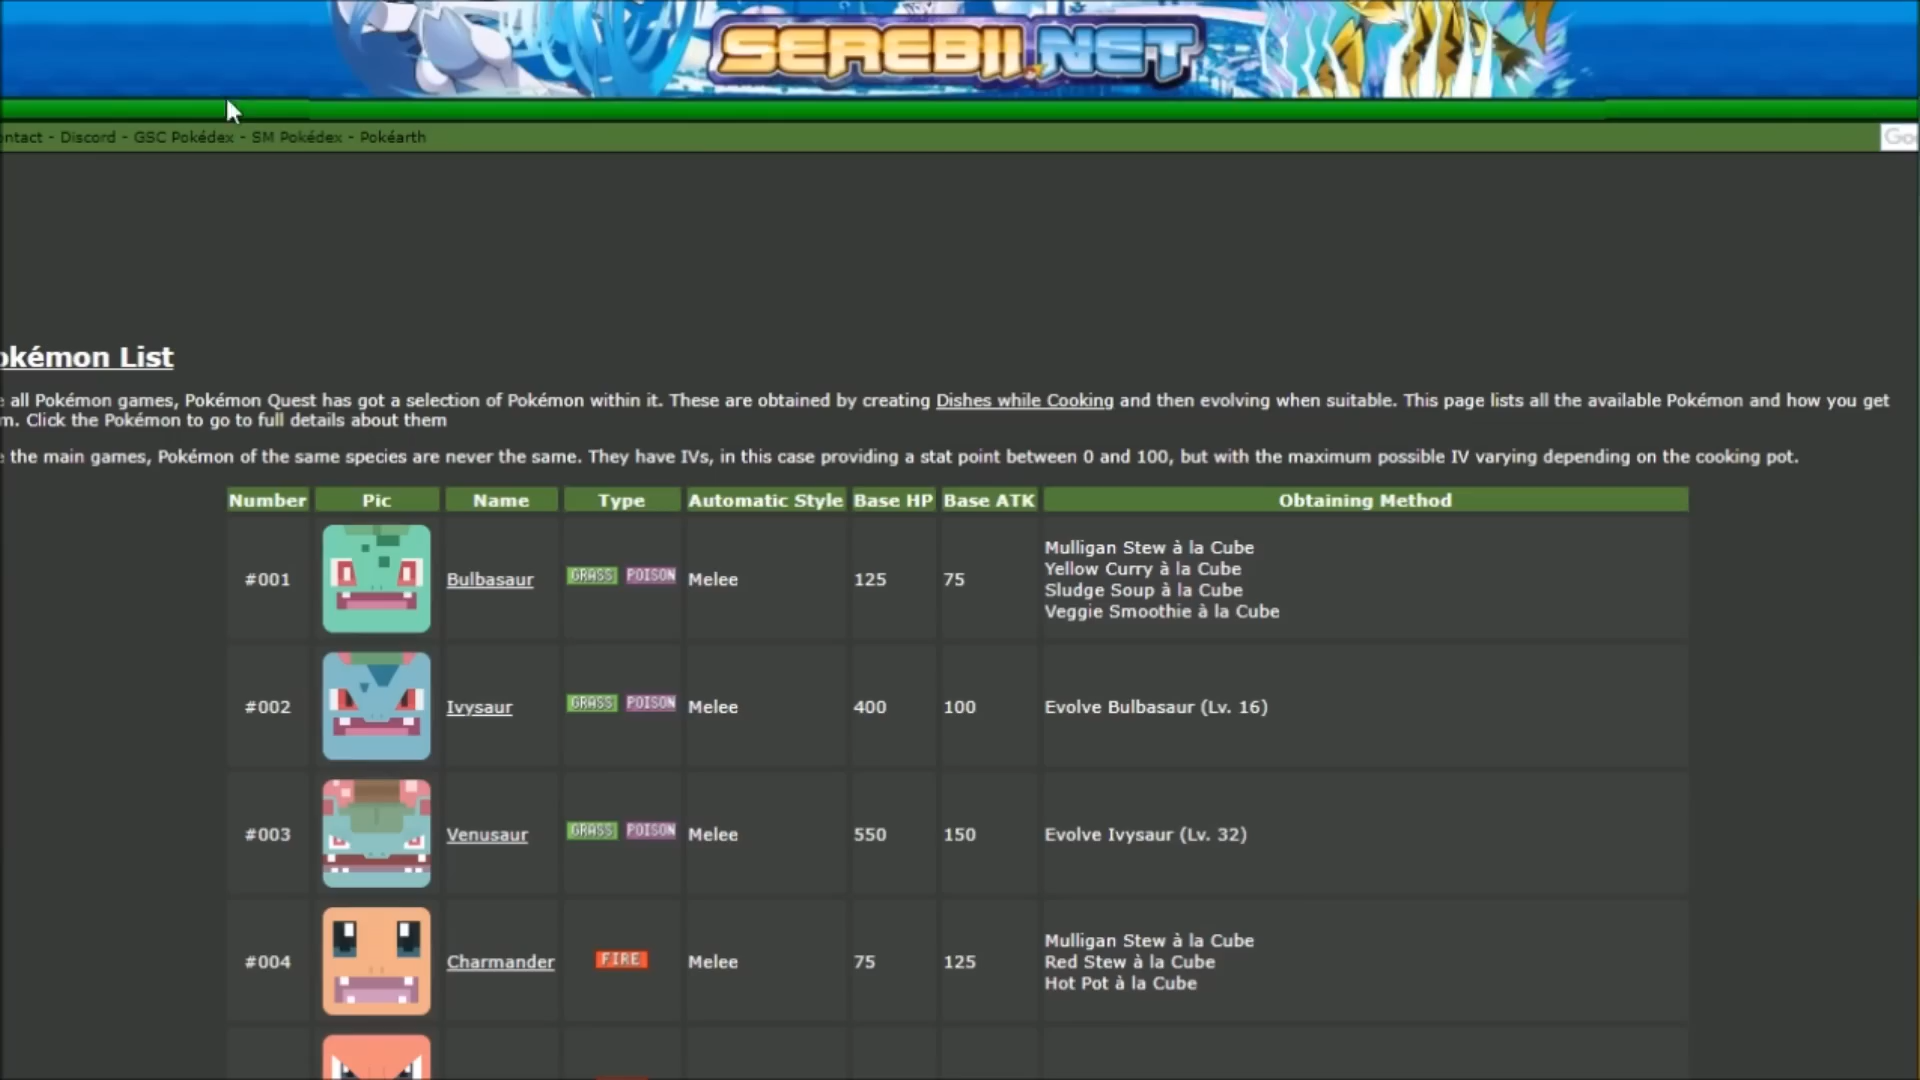 SEREBII.NET
ontact - Discord - GSC Pokédex - SM Pokédex - Pokéarth
Go
okémon List
e all Pokémon games, Pokémon Quest has got a selection of Pokémon within it. These are obtained by creating Dishes while Cooking and then evolving when suitable. This page lists all the available Pokémon and how you get
m. Click the Pokémon to go to full details about them
e the main games, Pokémon of the same species are never the same. They have IVs, in this case providing a stat point between 0 and 100, but with the maximum possible IV varying depending on the cooking pot.
Number Pic Name Type Automatic Style Base HP Base ATK Obtaining Method
#001 Bulbasaur GRASS POISON Melee 125 75 Mulligan Stew à la Cube
Yellow Curry à la Cube
Sludge Soup à la Cube
Veggie Smoothie à la Cube
#002 Ivysaur GRASS POISON Melee 400 100 Evolve Bulbasaur (Lv. 16)
#003 Venusaur GRASS POISON Melee 550 150 Evolve Ivysaur (Lv. 32)
#004 Charmander FIRE Melee 75 125 Mulligan Stew à la Cube
Red Stew à la Cube
Hot Pot à la Cube